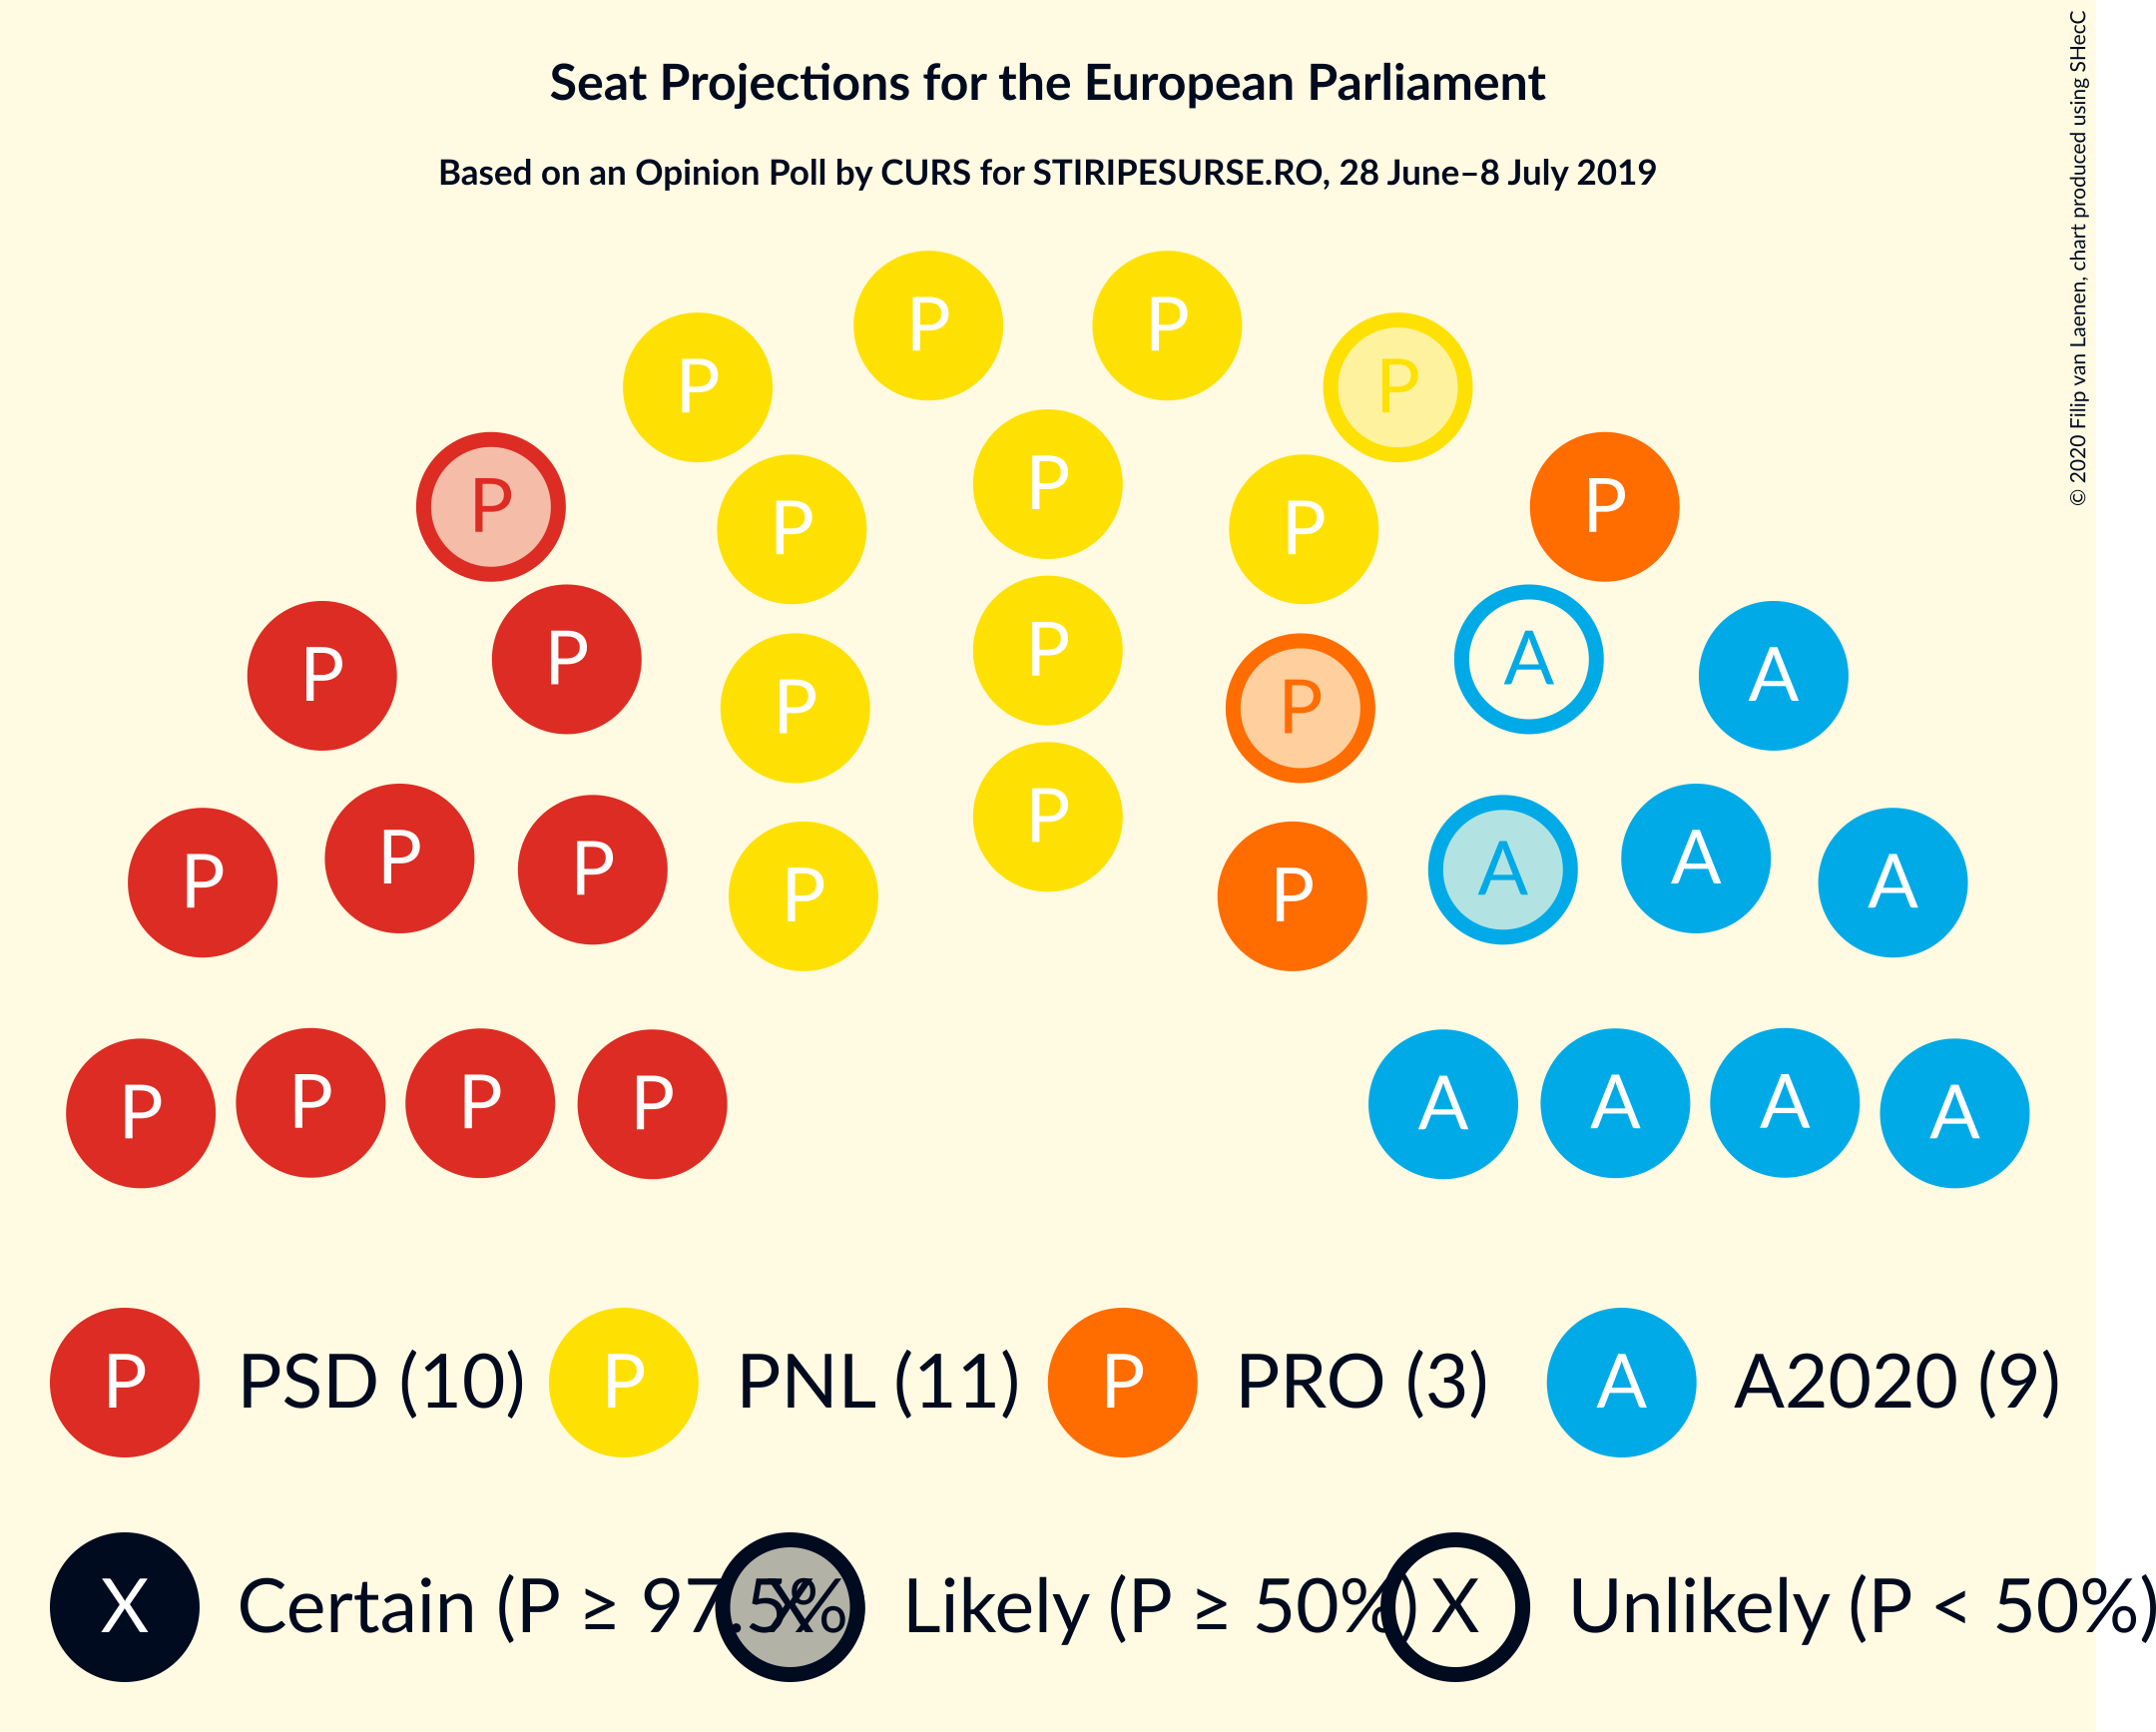 Seat Projections for the European Parliament
Based on an Opinion Poll by CURS for STIRIPESURSE.RO, 28 June–8 July 2019
© 2020 Filip van Laenen, chart produced using SHecC
P P
P P
P
P P
P P
P
P P A A
P P P
P P P A A A
P P
P P P P A A A A
P PSD (10) P PNL (11) P PRO (3) A A2020 (9)
X Certain (P ≥ 97.5%) X Likely (P ≥ 50%) X Unlikely (P < 50%)